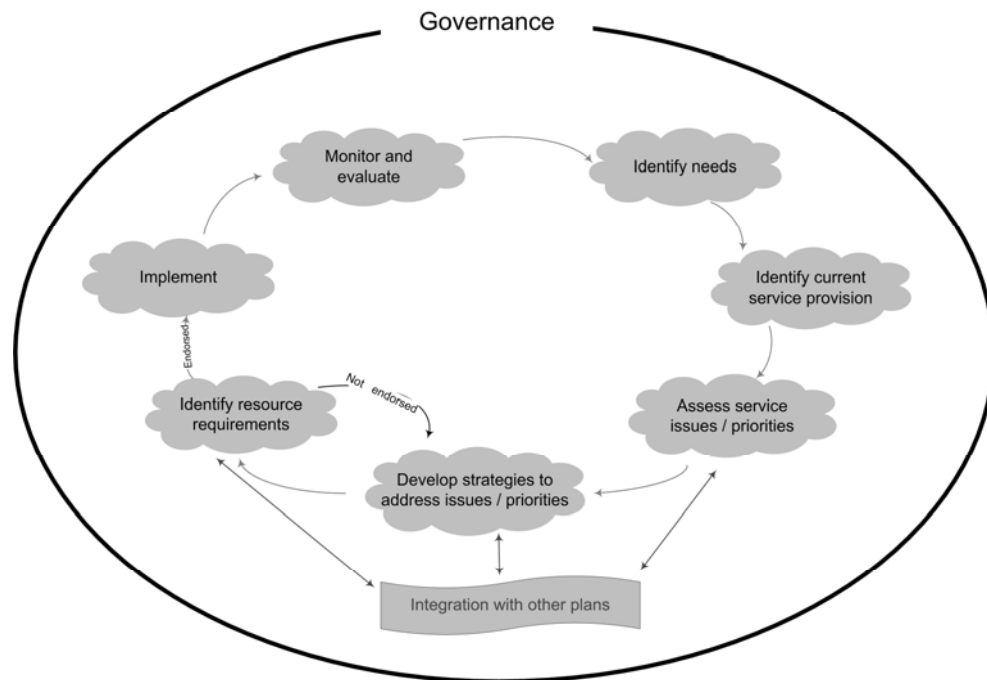 Governance
Monitor and
evaluate
Identify needs
Implement
Identify current
service provision
Endorsed
Not endorsed
Identify resource
requirements
Assess service
issues / priorities
Develop strategies to
address issues / priorities
Integration with other plans